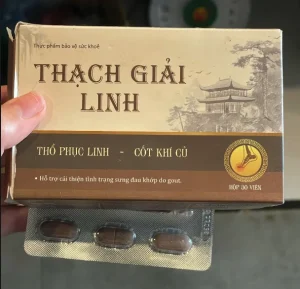 Thực phẩm bảo vệ sức khoẻ
THẠCH GIẢI
LINH
THỔ PHỤC LINH - CỐT KHÍ CỦ
• Hỗ trợ cải thiện tình trạng sưng đau khớp do gout.
HỘP 30 VIÊN